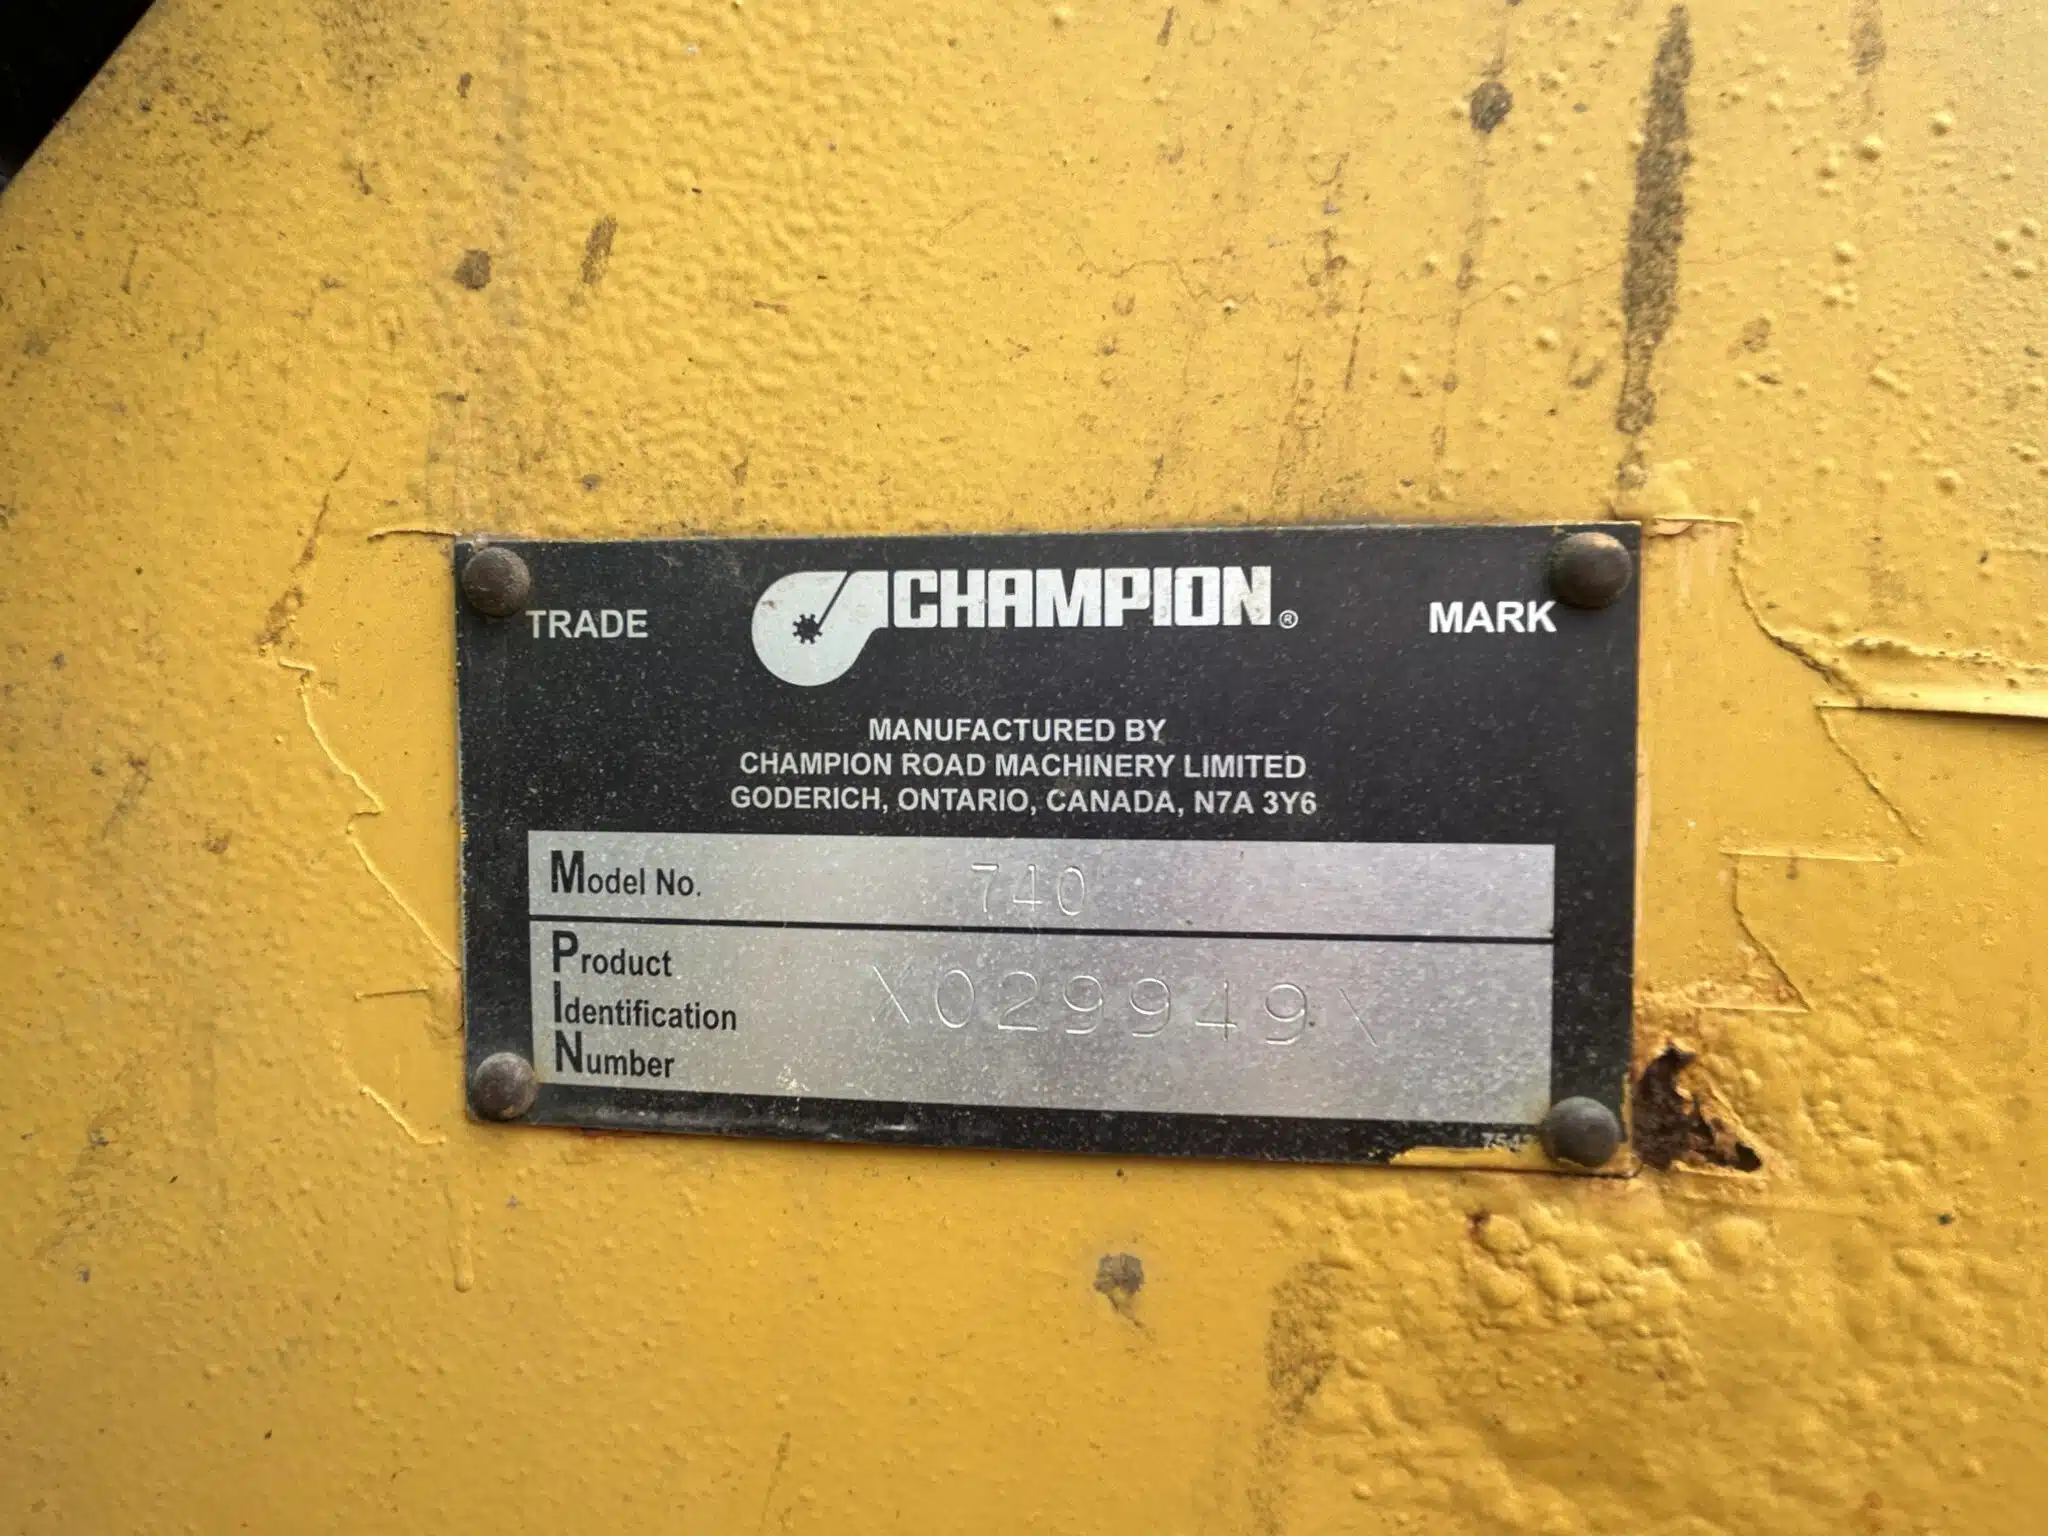 TRADE CHAMPION® MARK
MANUFACTURED BY
CHAMPION ROAD MACHINERY LIMITED
GODERICH, ONTARIO, CANADA, N7A 3Y6
Model No. 740
Product
Identification X029949X
Number